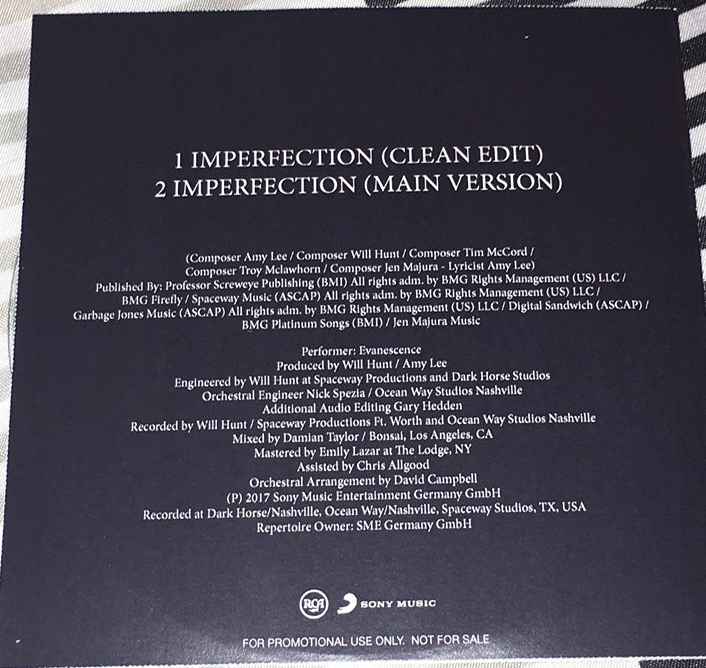 1 IMPERFECTION (CLEAN EDIT)
2 IMPERFECTION (MAIN VERSION)
(Composer Amy Lee / Composer Will Hunt / Composer Tim McCord /
Composer Troy Mclawhorn / Composer Jen Majura - Lyricist Amy Lee)
Published By: Professor Screweye Publishing (BMI) All rights adm. by BMG Rights Management (US) LLC /
BMG Firefly / Spaceway Music (ASCAP) All rights adm. by BMG Rights Management (US) LLC /
Garbage Jones Music (ASCAP) All rights adm. by BMG Rights Management (US) LLC / Digital Sandwich (ASCAP) /
BMG Platinum Songs (BMI) / Jen Majura Music
Performer: Evanescence
Produced by Will Hunt / Amy Lee
Engineered by Will Hunt at Spaceway Productions and Dark Horse Studios
Orchestral Engineer Nick Spezia / Ocean Way Studios Nashville
Additional Audio Editing Gary Hedden
Recorded by Will Hunt / Spaceway Productions Ft. Worth and Ocean Way Studios Nashville
Mixed by Damian Taylor / Bonsai, Los Angeles, CA
Mastered by Emily Lazar at The Lodge, NY
Assisted by Chris Allgood
Orchestral Arrangement by David Campbell
(P) 2017 Sony Music Entertainment Germany GmbH
Recorded at Dark Horse/Nashville, Ocean Way/Nashville, Spaceway Studios, TX, USA
Repertoire Owner: SME Germany GmbH
RCA SONY MUSIC
FOR PROMOTIONAL USE ONLY. NOT FOR SALE